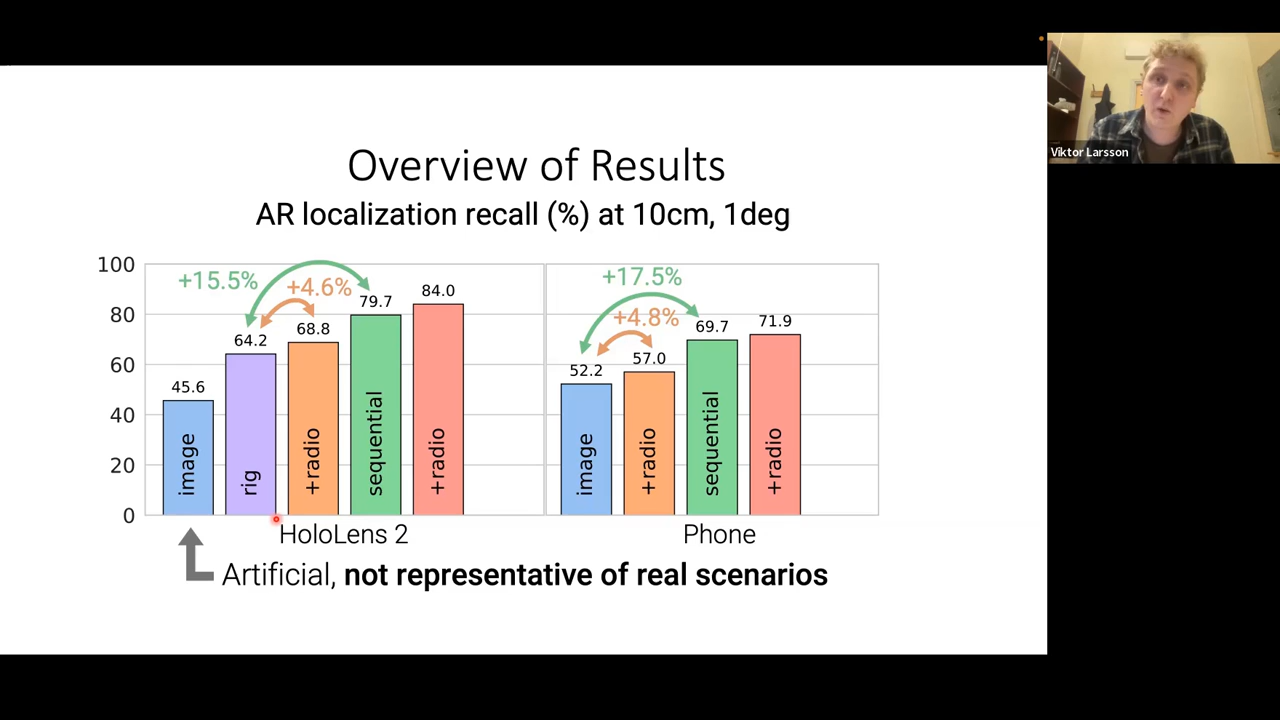 Overview of Results
AR localization recall (%) at 10cm, 1deg
Viktor Larsson
100
80
60
40
20
0
+15.5%
+4.6%
45.6
64.2
68.8
79.7
84.0
image
rig
+radio
sequential
+radio
HoloLens 2
+17.5%
+4.8%
52.2
57.0
69.7
71.9
image
+radio
sequential
+radio
Phone
Artificial, not representative of real scenarios